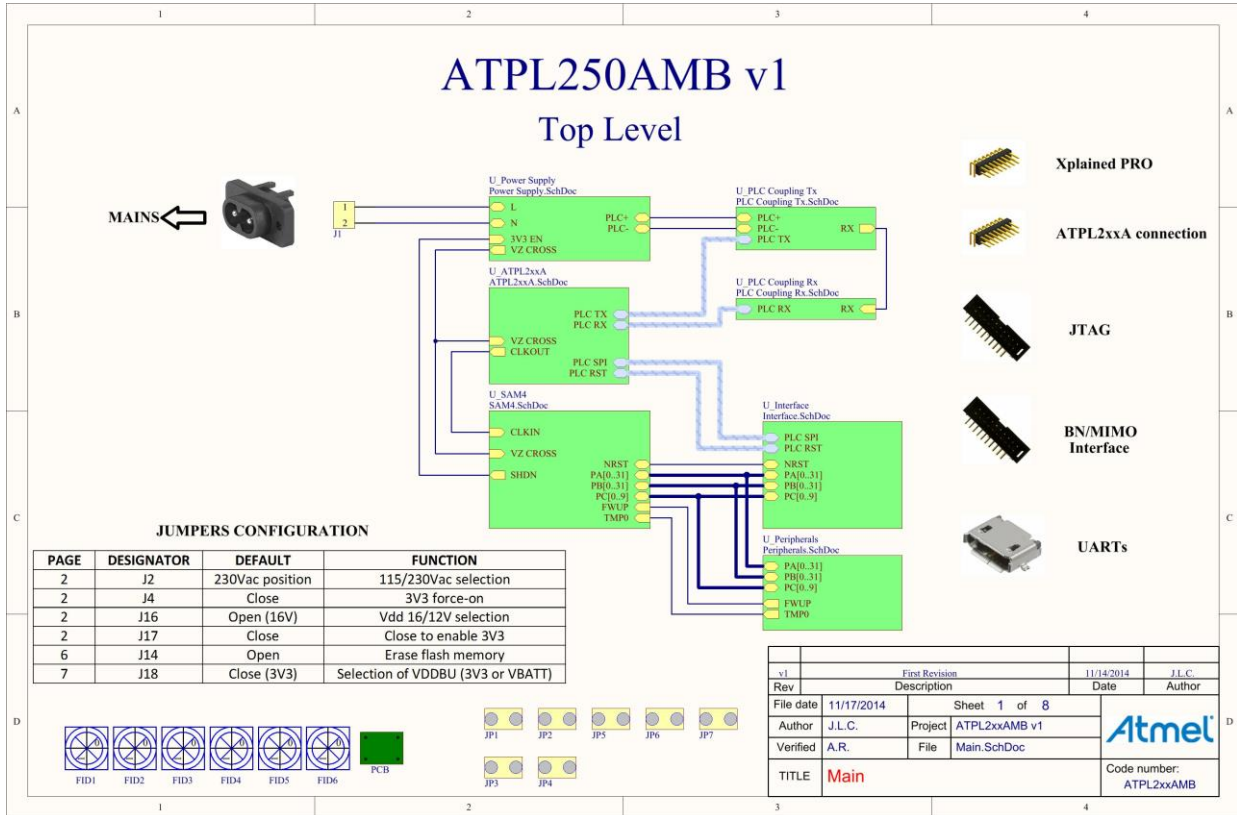 1 2 3 4
ATPL250AMB v1
Top Level
A A
B B
C C
D D
MAINS
1
2
J1
U_Power Supply
Power Supply.SchDoc
L
N
3V3 EN
VZ CROSS
PLC+
PLC-
U_PLC Coupling Tx
PLC Coupling Tx.SchDoc
PLC+
PLC-
PLC TX
RX
U_ATPL2xxA
ATPL2xxA.SchDoc
PLC TX
PLC RX
VZ CROSS
CLKOUT
PLC SPI
PLC RST
U_PLC Coupling Rx
PLC Coupling Rx.SchDoc
PLC RX
RX
U_SAM4
SAM4.SchDoc
CLKIN
VZ CROSS
SHDN
NRST
PA[0..31]
PB[0..31]
PC[0..9]
FWUP
TMP0
U_Interface
Interface.SchDoc
PLC SPI
PLC RST
NRST
PA[0..31]
PB[0..31]
PC[0..9]
U_Peripherals
Peripherals.SchDoc
PA[0..31]
PB[0..31]
PC[0..9]
FWUP
TMP0
Xplained PRO
ATPL2xxA connection
JTAG
BN/MIMO
Interface
UARTs
JUMPERS CONFIGURATION
PAGE DESIGNATOR DEFAULT FUNCTION
2 J2 230Vac position 115/230Vac selection
2 J4 Close 3V3 force-on
2 J16 Open (16V) Vdd 16/12V selection
2 J17 Close Close to enable 3V3
6 J14 Open Erase flash memory
7 J18 Close (3V3) Selection of VDDBU (3V3 or VBATT)
0 0 0 0 0 0
FID1 FID2 FID3 FID4 FID5 FID6 PCB
JP1 JP2 JP5 JP6 JP7
JP3 JP4
v1 First Revision 11/14/2014 J.L.C.
Rev Description Date Author
File date 11/17/2014 Sheet 1 of 8
Author J.L.C. Project ATPL2xxAMB v1
Verified A.R. File Main.SchDoc
TITLE Main
Atmel
Code number:
ATPL2xxAMB
1 2 3 4